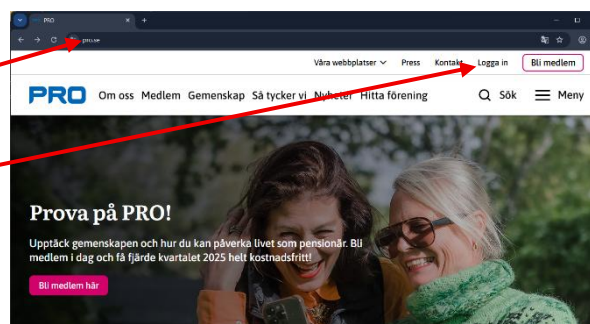 PRO
pro.se
Våra webbplatser Press Kontakt Logga in Bli medlem
PRO Om oss Medlem Gemenskap Så tycker vi Nyheter Hitta förening Sök Meny
Prova på PRO!
Upptäck gemenskapen och hur du kan påverka livet som pensionär. Bli
medlem i dag och få fjärde kvartalet 2025 helt kostnadsfritt!
Bli medlem här